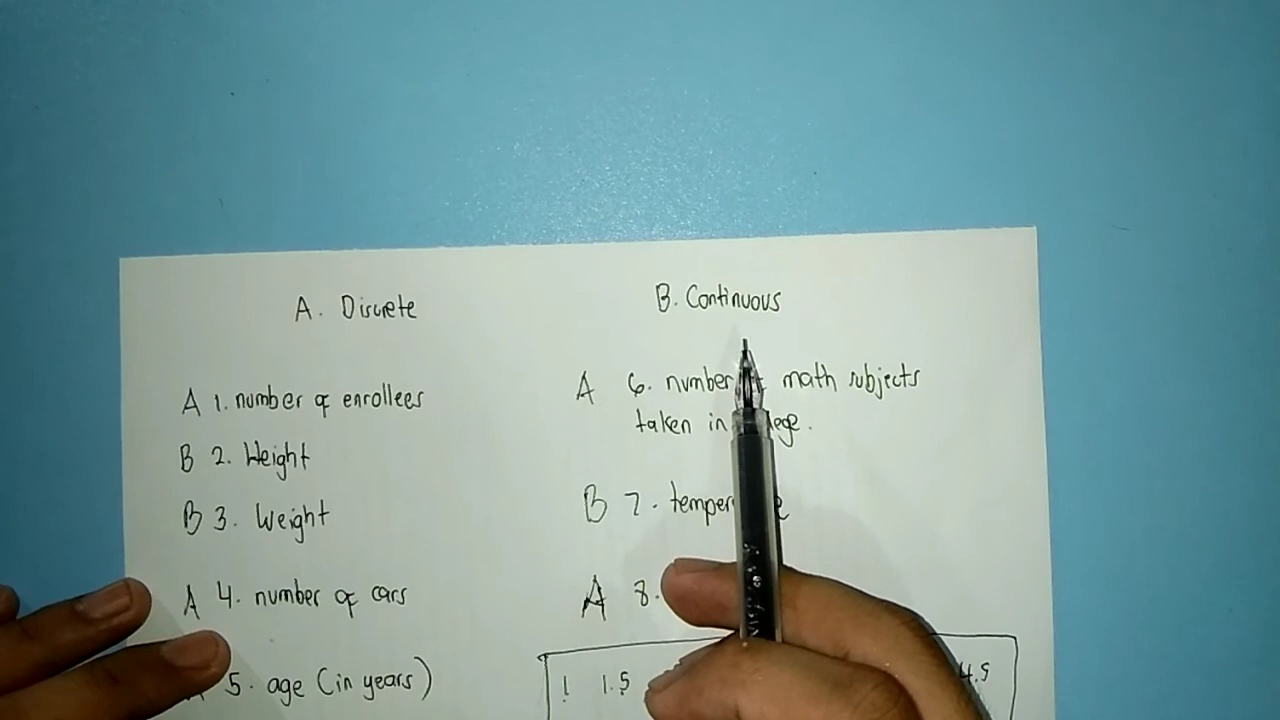 A. Discrete
B. Continuous
A 1. number of enrollees
B 2. Height
B 3. Weight
A 4. number of cars
5. age (in years)
A 6. number math subjects
taken in
B 7.
A 8.
1 1.5 4.5